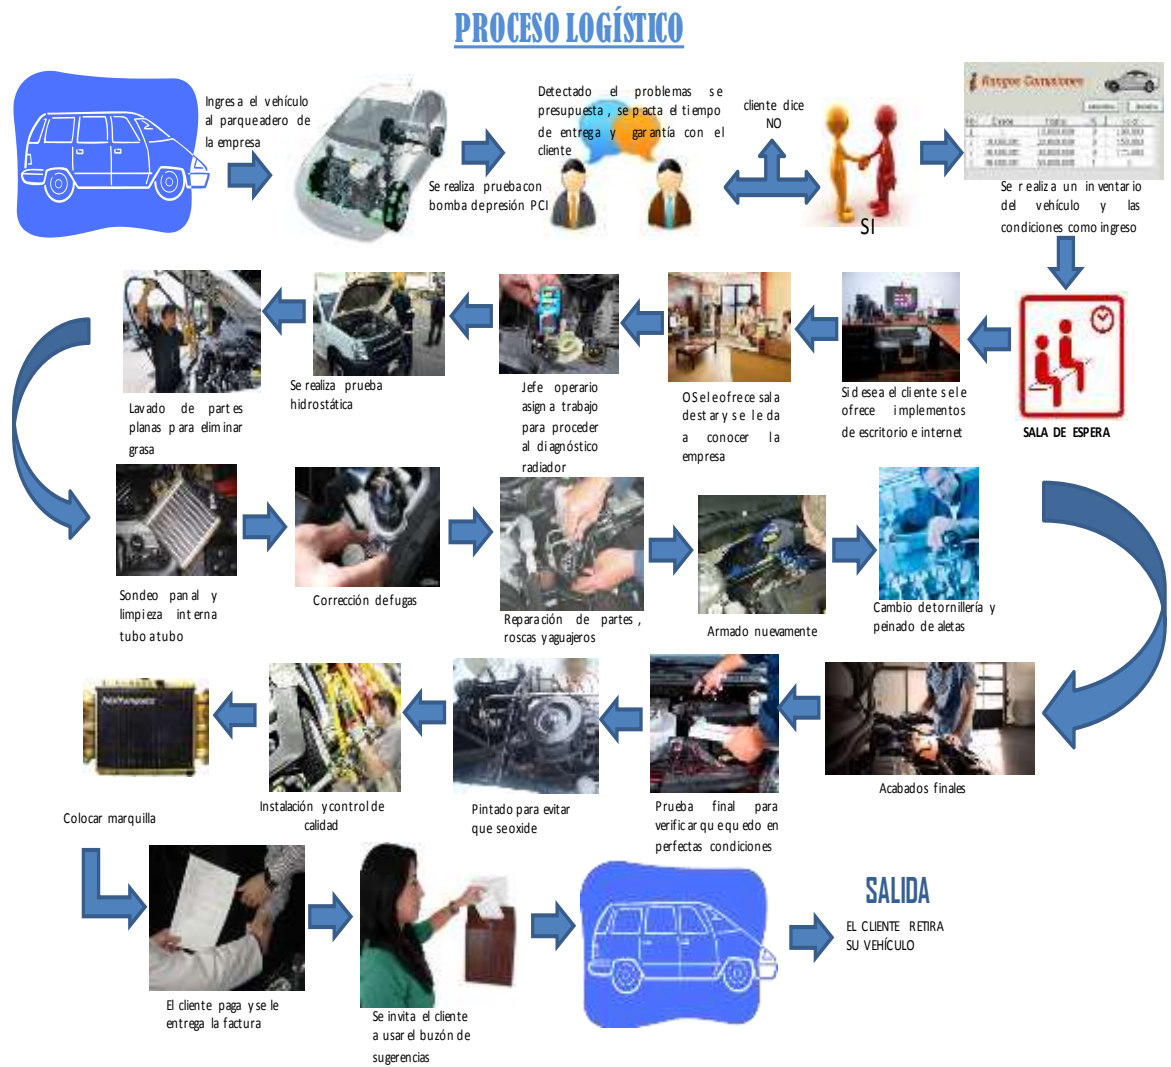 PROCESO LOGÍSTICO
Ingresa el vehículo
al parqueadero de
la empresa
Se realiza prueba con
bomba de presión PCI
Detectado el problemas se
presupuesta, se pacta el tiempo
de entrega y garantía con el
cliente
cliente dice
NO
SI
Rangos Comisiones
Se realiza un inventario
del vehículo y las
condiciones como ingreso
SALA DE ESPERA
Si desea el cliente se le
ofrece implementos
de escritorio e internet
O Se le ofrece sala
de star y se le da
a conocer la
empresa
Jefe operario
asigna trabajo
para proceder
al diagnóstico
radiador
Se realiza prueba
hidrostática
Lavado de partes
planas para eliminar
grasa
Sondeo panal y
limpieza interna
tubo a tubo
Corrección de fugas
Reparación de partes,
roscas y aguajeros
Armado nuevamente
Cambio de tornillería y
peinado de aletas
Acabados finales
Prueba final para
verificar que quedo en
perfectas condiciones
Pintado para evitar
que se oxide
Instalación y control de
calidad
Colocar marquilla
El cliente paga y se le
entrega la factura
Se invita el cliente
a usar el buzón de
sugerencias
SALIDA
EL CLIENTE RETIRA
SU VEHÍCULO